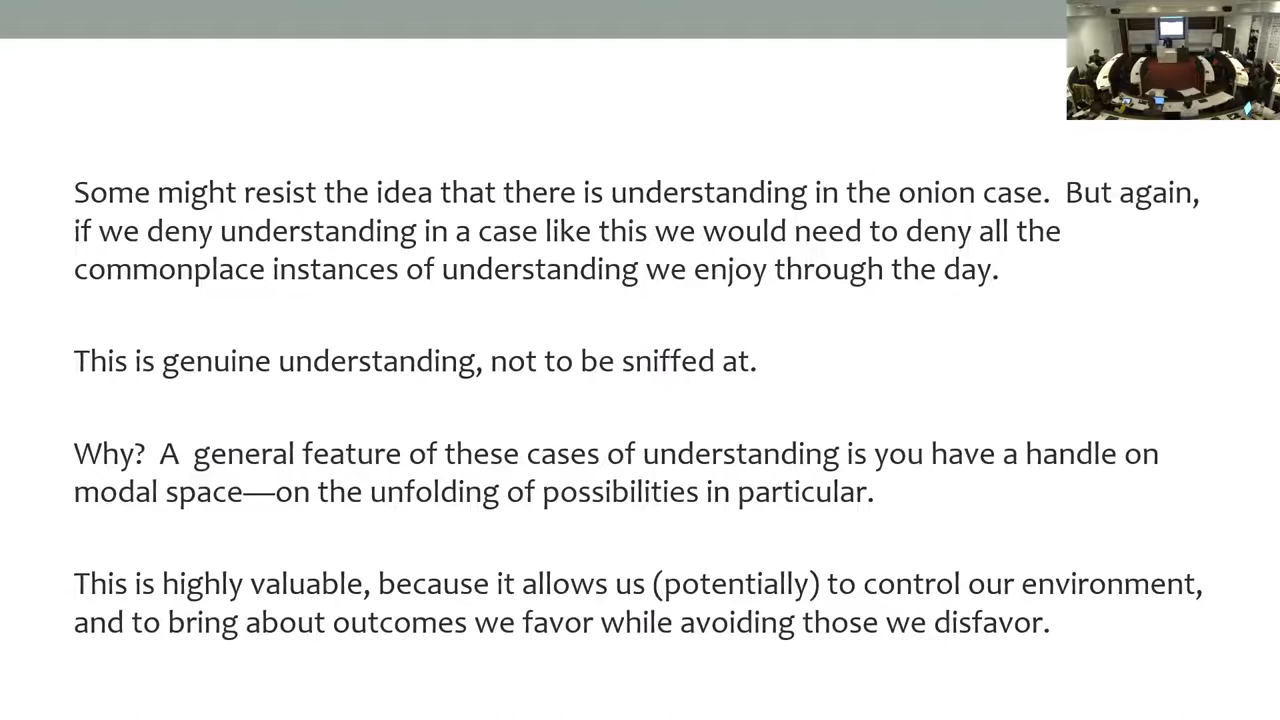 Some might resist the idea that there is understanding in the onion case.  But again,
if we deny understanding in a case like this we would need to deny all the
commonplace instances of understanding we enjoy through the day.
This is genuine understanding, not to be sniffed at.
Why?  A  general feature of these cases of understanding is you have a handle on
modal space—on the unfolding of possibilities in particular.
This is highly valuable, because it allows us (potentially) to control our environment,
and to bring about outcomes we favor while avoiding those we disfavor.